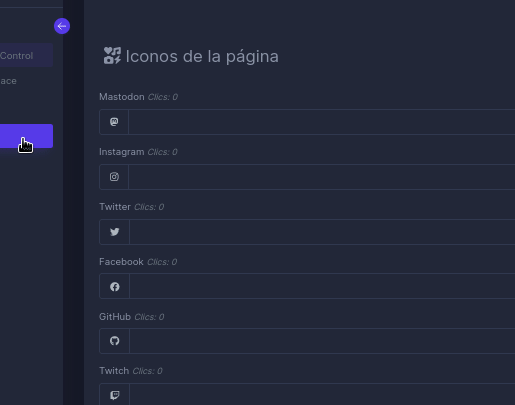 Control
ace
Iconos de la página
Mastodon Clics: 0
Instagram Clics: 0
Twitter Clics: 0
Facebook Clics: 0
GitHub Clics: 0
Twitch Clics: 0